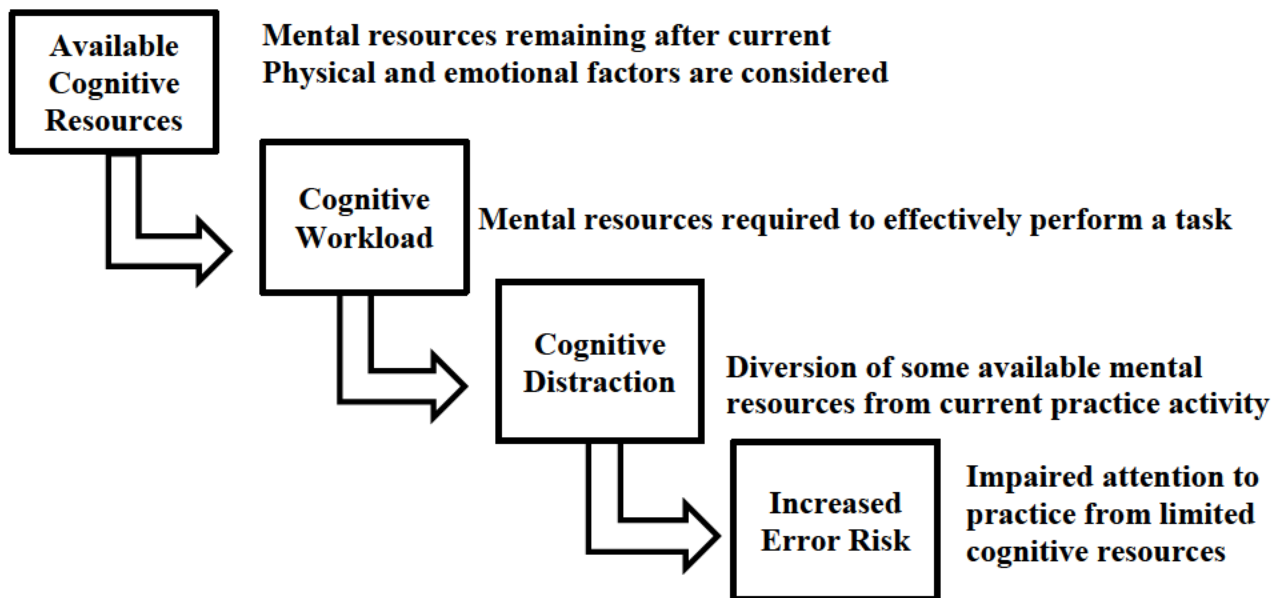 Available
Cognitive
Resources
Mental resources remaining after current
Physical and emotional factors are considered
Cognitive
Workload
Mental resources required to effectively perform a task
Cognitive
Distraction
Diversion of some available mental
resources from current practice activity
Increased
Error Risk
Impaired attention to
practice from limited
cognitive resources